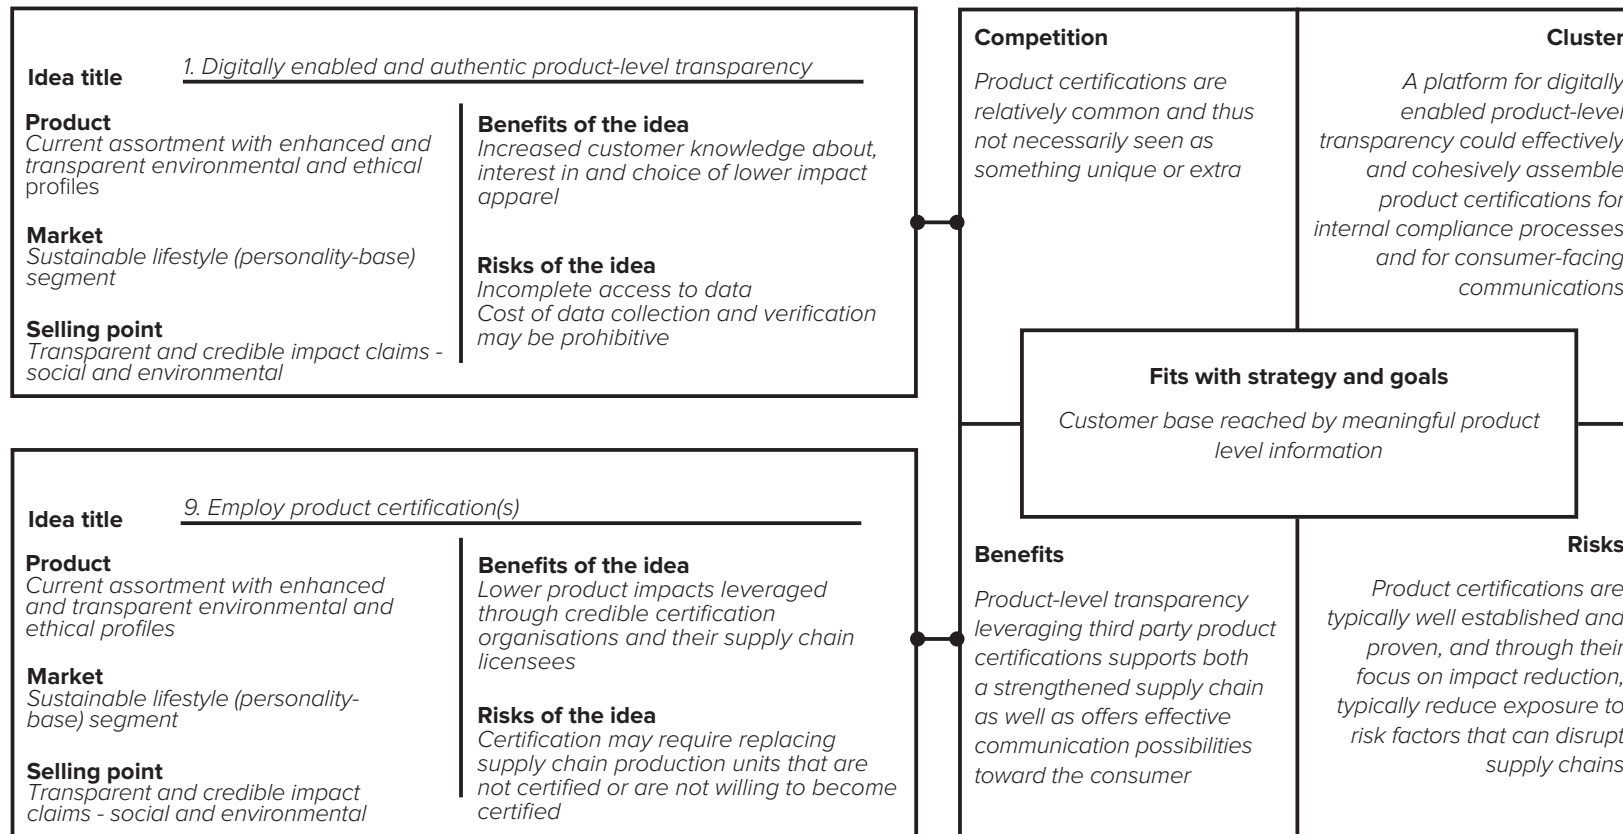 Idea title
1. Digitally enabled and authentic product-level transparency
Product
Current assortment with enhanced and
transparent environmental and ethical
profiles
Market
Sustainable lifestyle (personality-base)
segment
Selling point
Transparent and credible impact claims -
social and environmental
Benefits of the idea
Increased customer knowledge about,
interest in and choice of lower impact
apparel
Risks of the idea
Incomplete access to data
Cost of data collection and verification
may be prohibitive
Idea title
9. Employ product certification(s)
Product
Current assortment with enhanced
and transparent environmental and
ethical profiles
Market
Sustainable lifestyle (personality-
base) segment
Selling point
Transparent and credible impact
claims - social and environmental
Benefits of the idea
Lower product impacts leveraged
through credible certification
organisations and their supply chain
licensees
Risks of the idea
Certification may require replacing
supply chain production units that are
not certified or are not willing to become
certified
Competition
Product certifications are
relatively common and thus
not necessarily seen as
something unique or extra
Cluster
A platform for digitally
enabled product-level
transparency could effectively
and cohesively assemble
product certifications for
internal compliance processes
and for consumer-facing
communications
Fits with strategy and goals
Customer base reached by meaningful product
level information
Benefits
Product-level transparency
leveraging third party product
certifications supports both
a strengthened supply chain
as well as offers effective
communication possibilities
toward the consumer
Risks
Product certifications are
typically well established and
proven, and through their
focus on impact reduction,
typically reduce exposure to
risk factors that can disrupt
supply chains